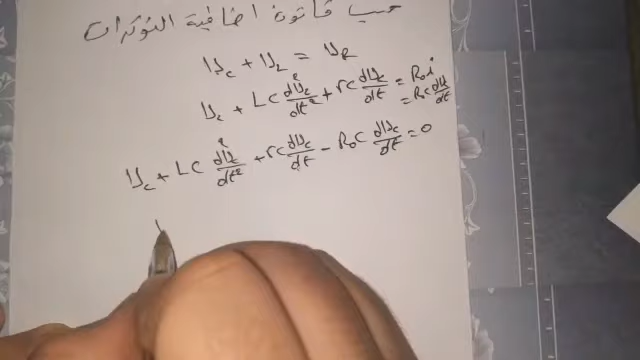 حسب قانون اضافية التوترات
U_c + U_L = U_R
U_c + LC d²U_c/dt² + rC dU_c/dt = R₀i
= R₀C dU_c/dt
U_c + LC d²U_c/dt² + rC dU_c/dt - R₀C dU_c/dt = 0